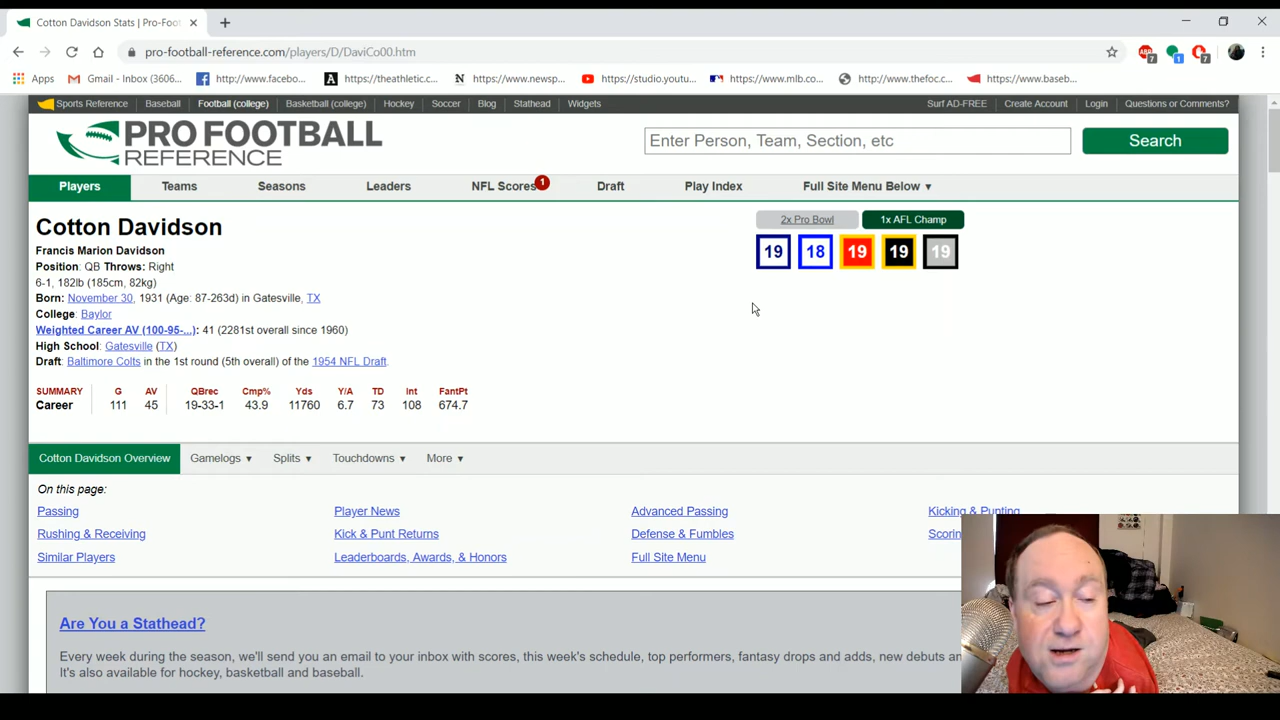 Cotton Davidson Stats | Pro-Foot
pro-football-reference.com/players/D/DaviCo00.htm
7 1 7
Apps Gmail - Inbox (3606... http://www.facebo... https://theathletic.c... https://www.newsp... https://studio.youtu... https://www.mlb.co... http://www.thefoc.c... https://www.baseb...
Sports Reference Baseball Football (college) Basketball (college) Hockey Soccer Blog Stathead Widgets Surf AD-FREE Create Account Login Questions or Comments?
PRO FOOTBALL
REFERENCE
Enter Person, Team, Section, etc Search
Players Teams Seasons Leaders NFL Scores 1 Draft Play Index Full Site Menu Below ▼
Cotton Davidson
2x Pro Bowl 1x AFL Champ
19 18 19 19 19
Francis Marion Davidson
Position: QB Throws: Right
6-1, 182lb (185cm, 82kg)
Born: November 30, 1931 (Age: 87-263d) in Gatesville, TX
College: Baylor
Weighted Career AV (100-95-...): 41 (2281st overall since 1960)
High School: Gatesville (TX)
Draft: Baltimore Colts in the 1st round (5th overall) of the 1954 NFL Draft.
SUMMARY G AV QBrec Cmp% Yds Y/A TD Int FantPt
Career 111 45 19-33-1 43.9 11760 6.7 73 108 674.7
Cotton Davidson Overview Gamelogs ▼ Splits ▼ Touchdowns ▼ More ▼
On this page:
Passing Player News Advanced Passing Kicking & Punting
Rushing & Receiving Kick & Punt Returns Defense & Fumbles Scorin
Similar Players Leaderboards, Awards, & Honors Full Site Menu
Are You a Stathead?
Every week during the season, we'll send you an email to your inbox with scores, this week's schedule, top performers, fantasy drops and adds, new debuts an
It's also available for hockey, basketball and baseball.